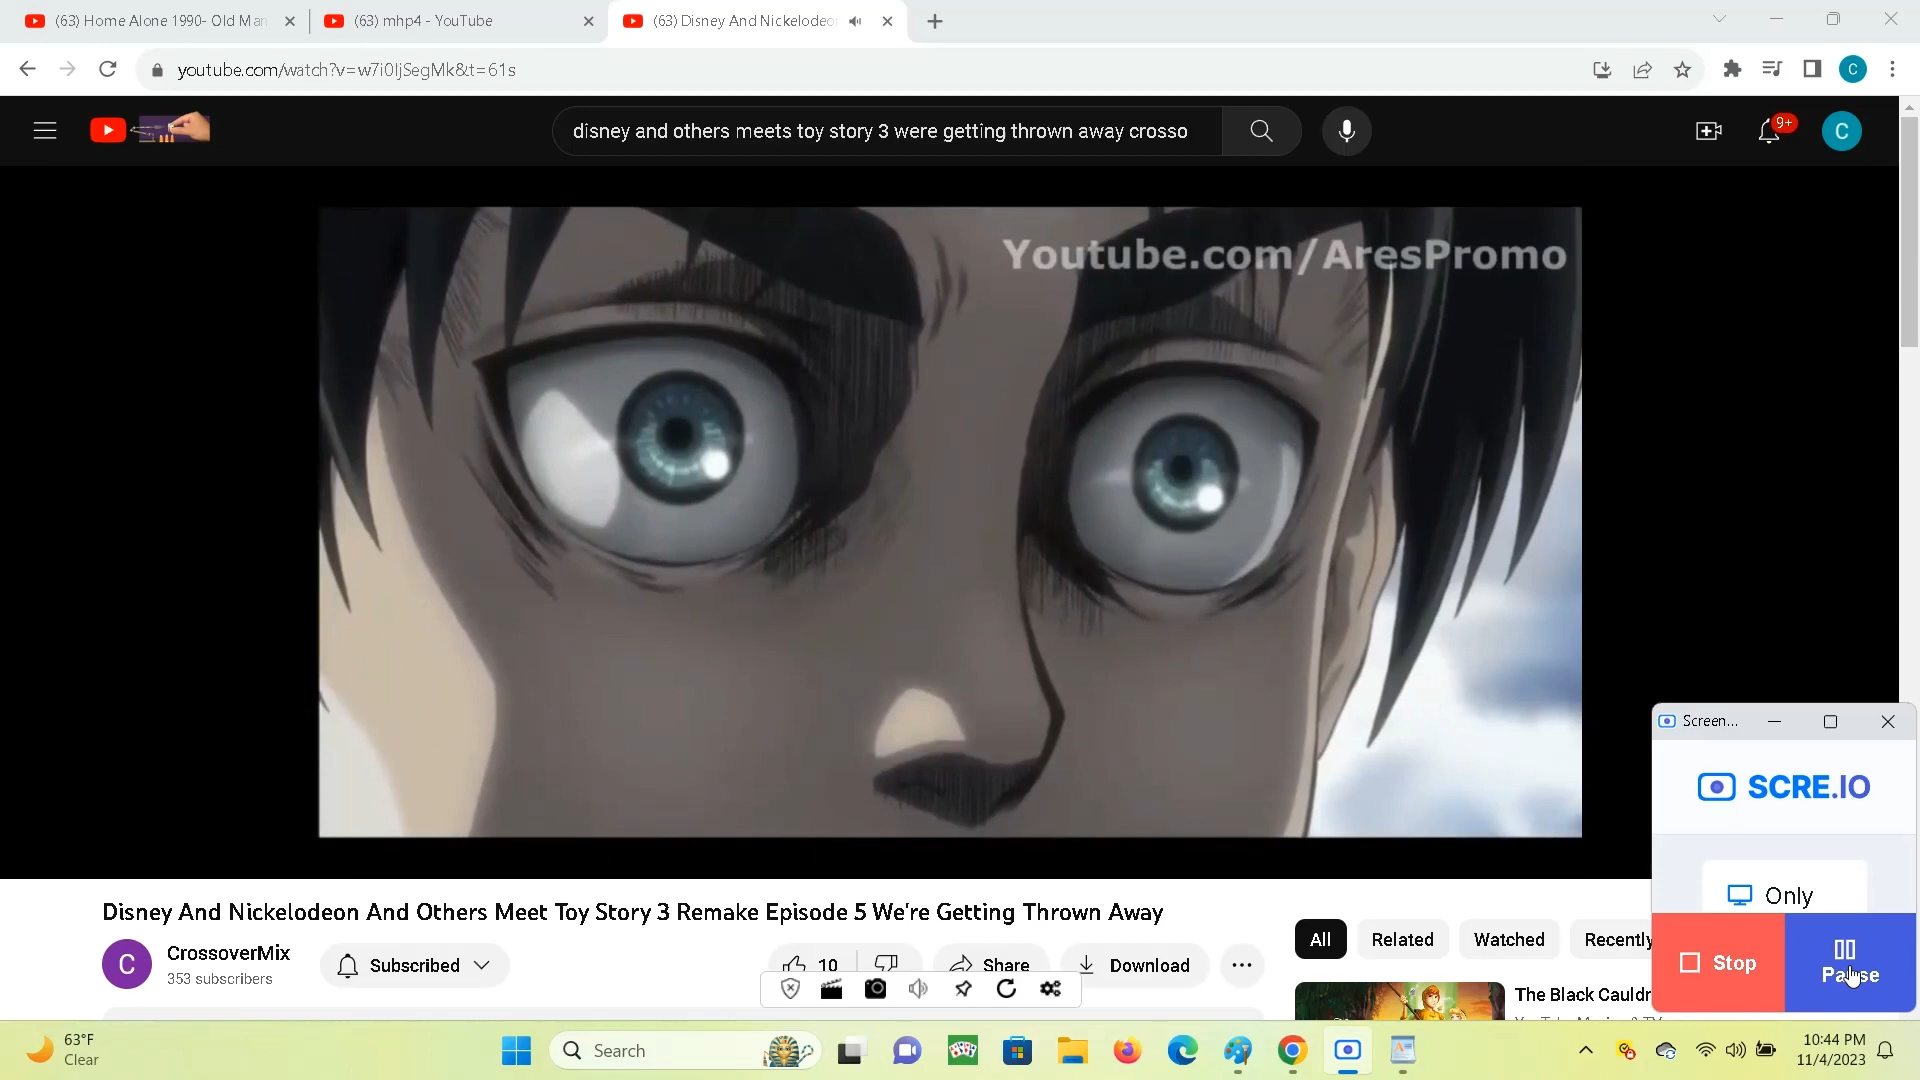 (63) Home Alone 1990- Old Man
(63) mhp4 - YouTube
(63) Disney And Nickelodeon
youtube.com/watch?v=w7i0IjSegMk&t=61s
C
disney and others meets toy story 3 were getting thrown away crosso
9+
C
Youtube.com/AresPromo
Screen...
SCRE.IO
Only
Stop
Pause
Disney And Nickelodeon And Others Meet Toy Story 3 Remake Episode 5 We're Getting Thrown Away
C
CrossoverMix
353 subscribers
Subscribed
10
Share
Download
All
Related
Watched
Recently
The Black Cauldr
63°F
Clear
Search
10:44 PM
11/4/2023